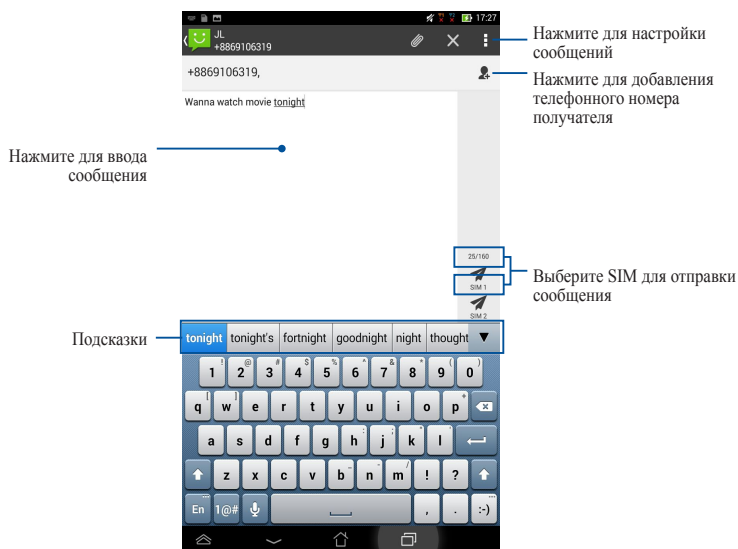 17:27
JL
+8869106319
Нажмите для настройки
сообщений
+8869106319,
Нажмите для добавления
телефонного номера
получателя
Wanna watch movie tonight
Нажмите для ввода
сообщения
25/160
SIM 1
Выберите SIM для отправки
сообщения
SIM 2
Подсказки
tonight tonight's fortnight goodnight night thought
! @ # $ % ^ & * ( )
1 2 3 4 5 6 7 8 9 0
[ ] +
q w e r t y u i o p
: ; " '
a s d f g h j k l
_ - /
z x c v b n m ! ?
En 1@# , . :-)